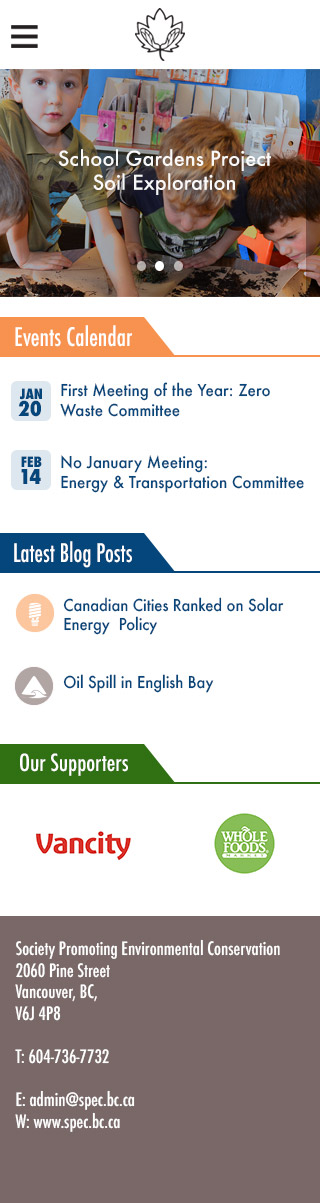 School Gardens Project
Soil Exploration
Events Calendar
JAN
20
First Meeting of the Year: Zero
Waste Committee
FEB
14
No January Meeting:
Energy & Transportation Committee
Latest Blog Posts
Canadian Cities Ranked on Solar
Energy  Policy
Oil Spill in English Bay
Our Supporters
Vancity
WHOLE
FOODS
MARKET
Society Promoting Environmental Conservation
2060 Pine Street
Vancouver, BC,
V6J 4P8
T: 604-736-7732
E: admin@spec.bc.ca
W: www.spec.bc.ca